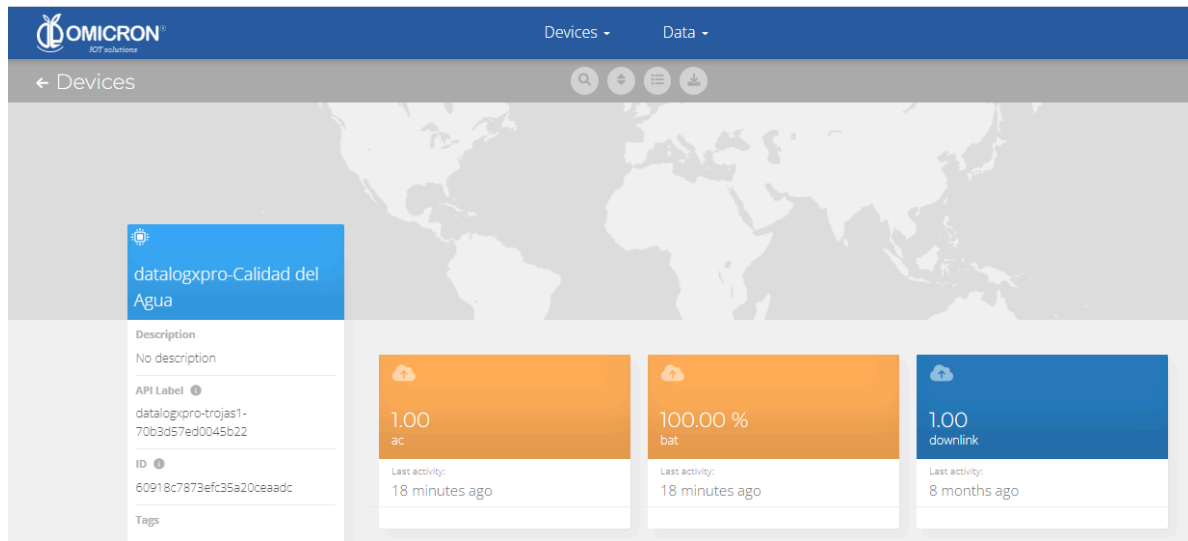 OMICRON®
IOT solutions
Devices
Data
← Devices
datalogxpro-Calidad del
Agua
Description
No description
API Label
datalogxpro-trojas1-
70b3d57ed0045b22
ID
60918c7873efc35a20ceaadc
Tags
1.00
ac
Last activity:
18 minutes ago
100.00 %
bat
Last activity:
18 minutes ago
1.00
downlink
Last activity:
8 months ago